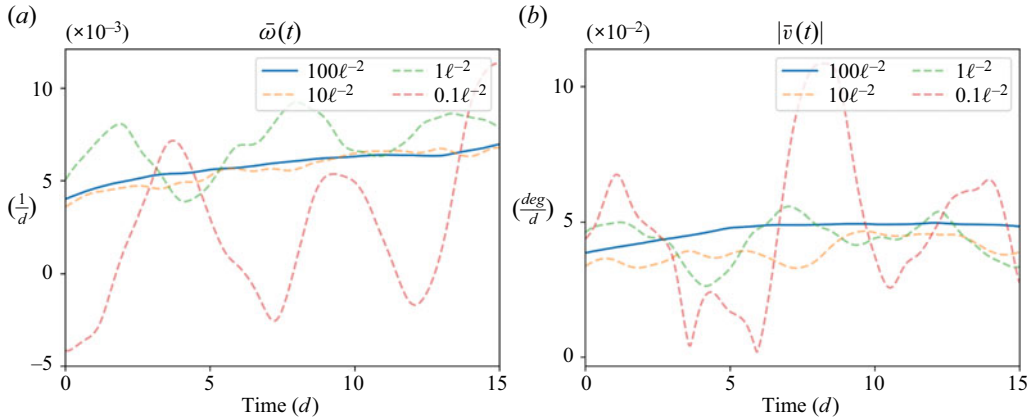 (a)
(×10⁻³)
ω̄(t)
100ℓ⁻² 1ℓ⁻²
10ℓ⁻² 0.1ℓ⁻²
10
5
(1/d)
0
–5
0 5 10 15
Time (d)
(b)
(×10⁻²)
|v̄(t)|
100ℓ⁻² 1ℓ⁻²
10ℓ⁻² 0.1ℓ⁻²
10
5
(deg/d)
0
0 5 10 15
Time (d)